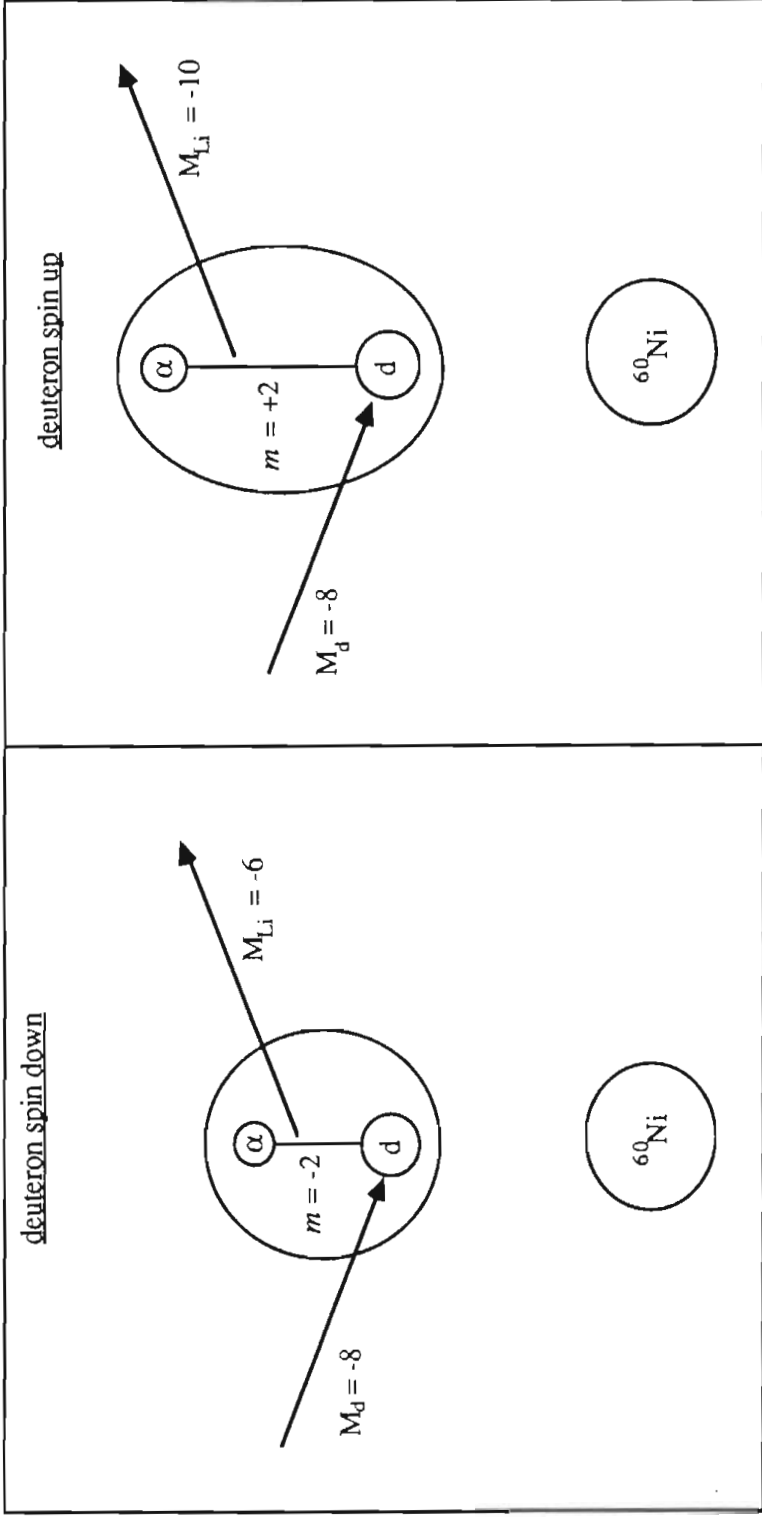 deuteron spin down
α
m = -2
d
M_d = -8
M_Li = -6
⁶⁰Ni
deuteron spin up
α
m = +2
d
M_d = -8
M_Li = -10
⁶⁰Ni